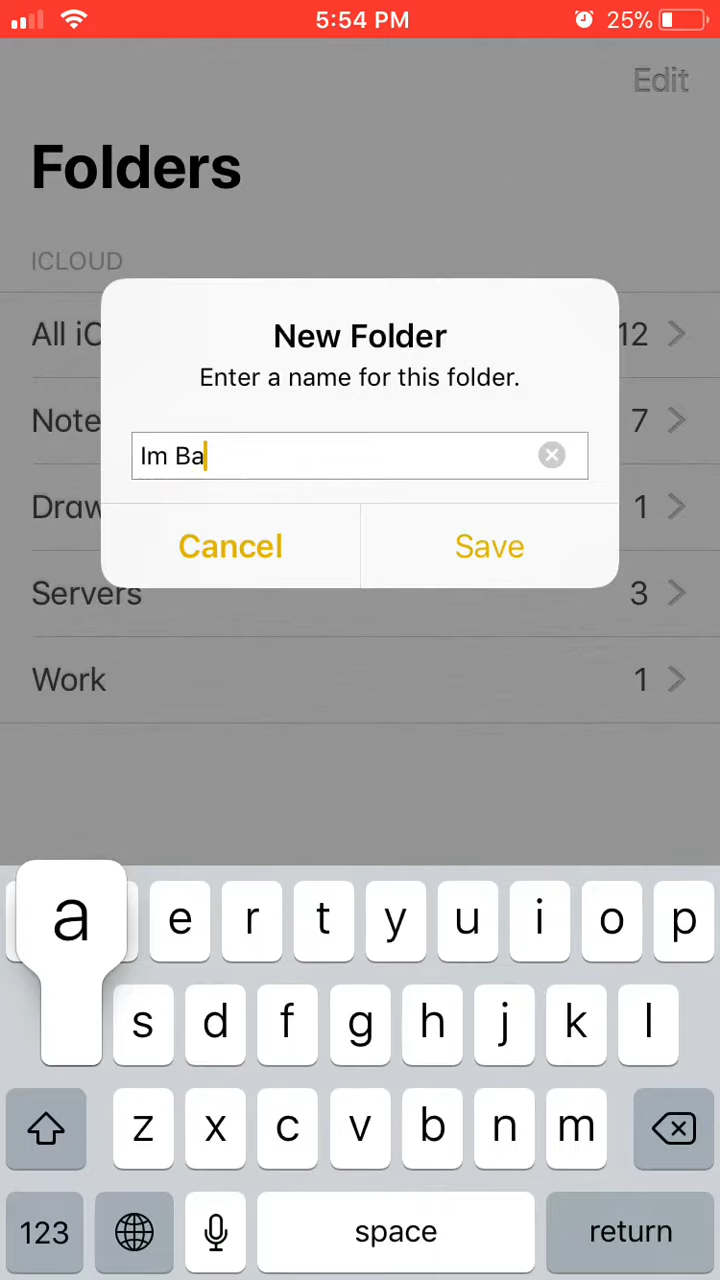 5:54 PM 25%
Edit
Folders
ICLOUD
All iC 12
New Folder
Enter a name for this folder.
Note 7
Im Ba
Draw 1
Cancel Save
Servers 3
Work 1
a e r t y u i o p
s d f g h j k l
z x c v b n m
123 space return